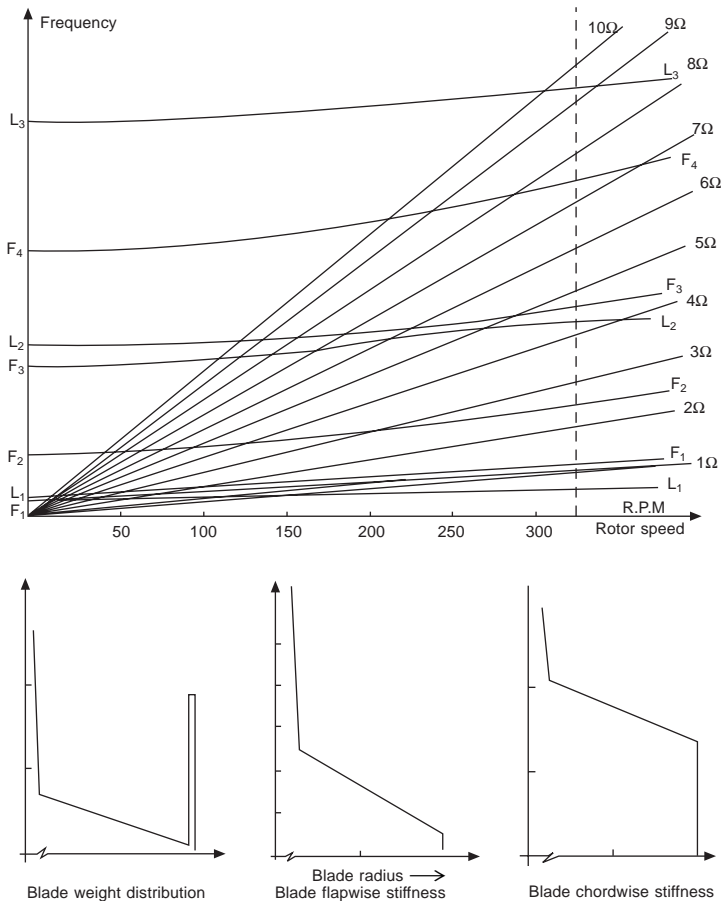 Frequency
10Ω
9Ω
L₃
8Ω
L₃
7Ω
F₄
6Ω
F₄
5Ω
F₃
4Ω
L₂
L₂
F₃
3Ω
F₂
2Ω
F₂
F₁
1Ω
L₁
L₁
F₁
R.P.M
50 100 150 200 250 300 Rotor speed
Blade radius
Blade weight distribution Blade flapwise stiffness Blade chordwise stiffness